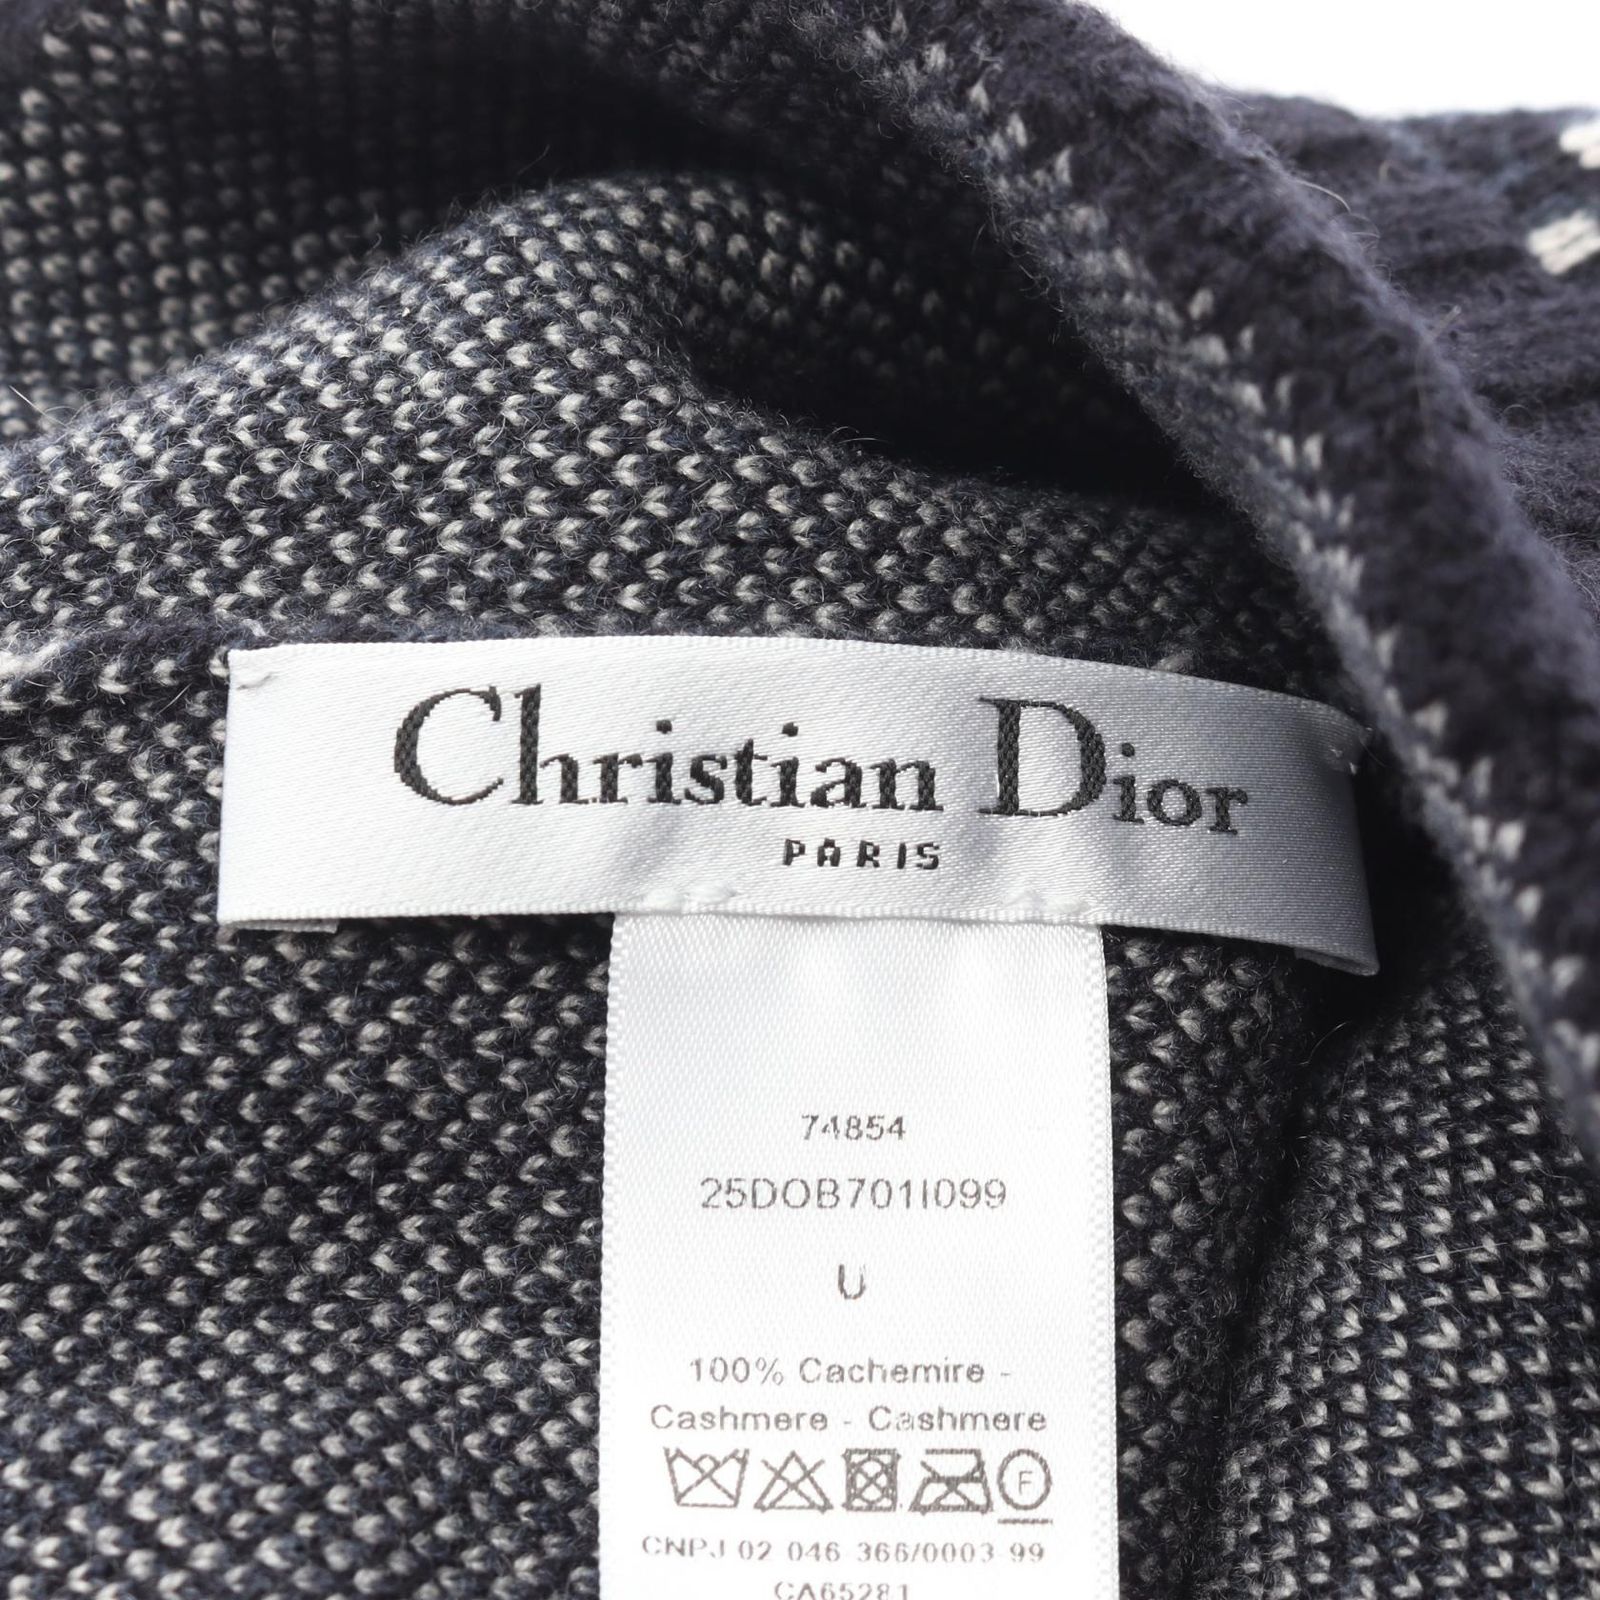 Christian Dior
PARIS
74854
25DOB701I099
U
100% Cachemire -
Cashmere - Cashmere
F
CNPJ 02 046 366/0003-99
CA65281